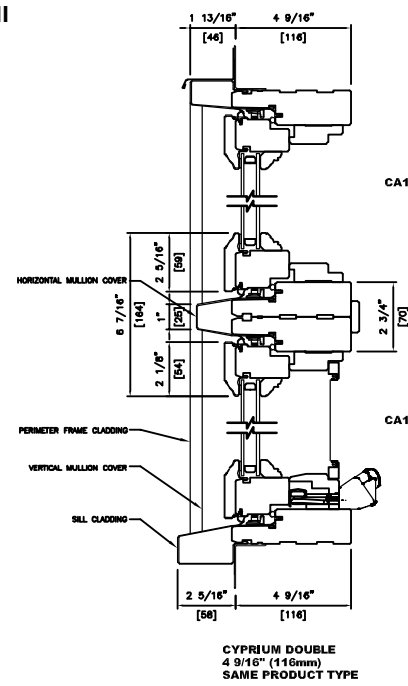 ll
1 13/16" 4 9/16"
[46] [116]
CA1
HORIZONTAL MULLION COVER
6 7/16"
[164]
2 5/16"
[59]
1"
[25]
2 1/8"
[54]
2 3/4"
[70]
CA1
PERIMETER FRAME CLADDING
VERTICAL MULLION COVER
SILL CLADDING
2 5/16" 4 9/16"
[58] [116]
CYPRIUM DOUBLE
4 9/16" (116mm)
SAME PRODUCT TYPE